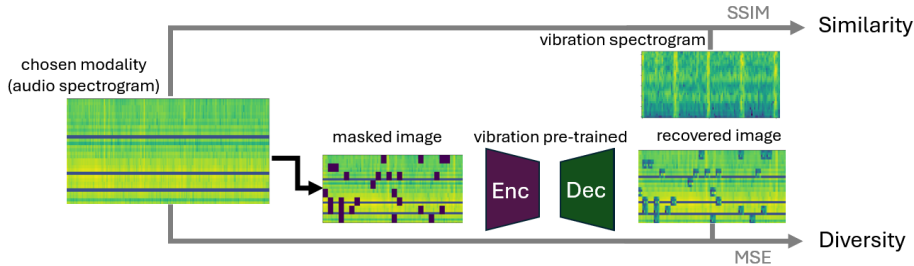 SSIM
Similarity
vibration spectrogram
chosen modality
(audio spectrogram)
masked image
vibration pre-trained
recovered image
Enc
Dec
Diversity
MSE